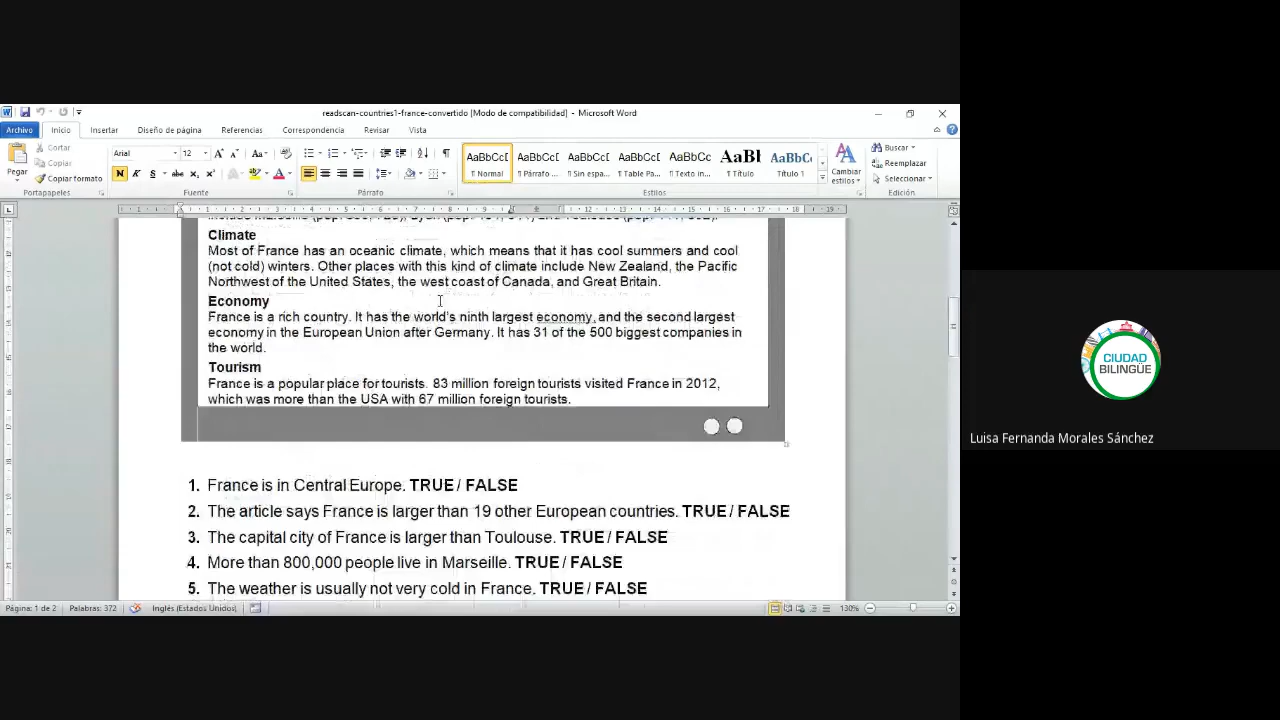 readscan-countries1-france-convertido [Modo de compatibilidad] - Microsoft Word
Archivo Inicio Insertar Diseño de página Referencias Correspondencia Revisar Vista
Pegar Cortar Copiar Copiar formato
Arial 12
AaBbCcI AaBbCcI AaBbCcI AaBbCcI AaBbCc AaBl AaBbC
¶ Normal ¶ Párrafo ... ¶ Sin espa... ¶ Table Par... ¶ Texto in... ¶ Título ¶ Título 1
Cambiar estilos
Buscar
Reemplazar
Seleccionar
Portapapeles Fuente Párrafo Estilos Edición
Climate
Most of France has an oceanic climate, which means that it has cool summers and cool
(not cold) winters. Other places with this kind of climate include New Zealand, the Pacific
Northwest of the United States, the west coast of Canada, and Great Britain.
Economy
France is a rich country. It has the world's ninth largest economy, and the second largest
economy in the European Union after Germany. It has 31 of the 500 biggest companies in
the world.
Tourism
France is a popular place for tourists. 83 million foreign tourists visited France in 2012,
which was more than the USA with 67 million foreign tourists.
1. France is in Central Europe. TRUE / FALSE
2. The article says France is larger than 19 other European countries. TRUE / FALSE
3. The capital city of France is larger than Toulouse. TRUE / FALSE
4. More than 800,000 people live in Marseille. TRUE / FALSE
5. The weather is usually not very cold in France. TRUE / FALSE
Página: 1 de 2 Palabras: 372 Inglés (Estados Unidos) 130%
CIUDAD
BILINGÜE
Luisa Fernanda Morales Sánchez